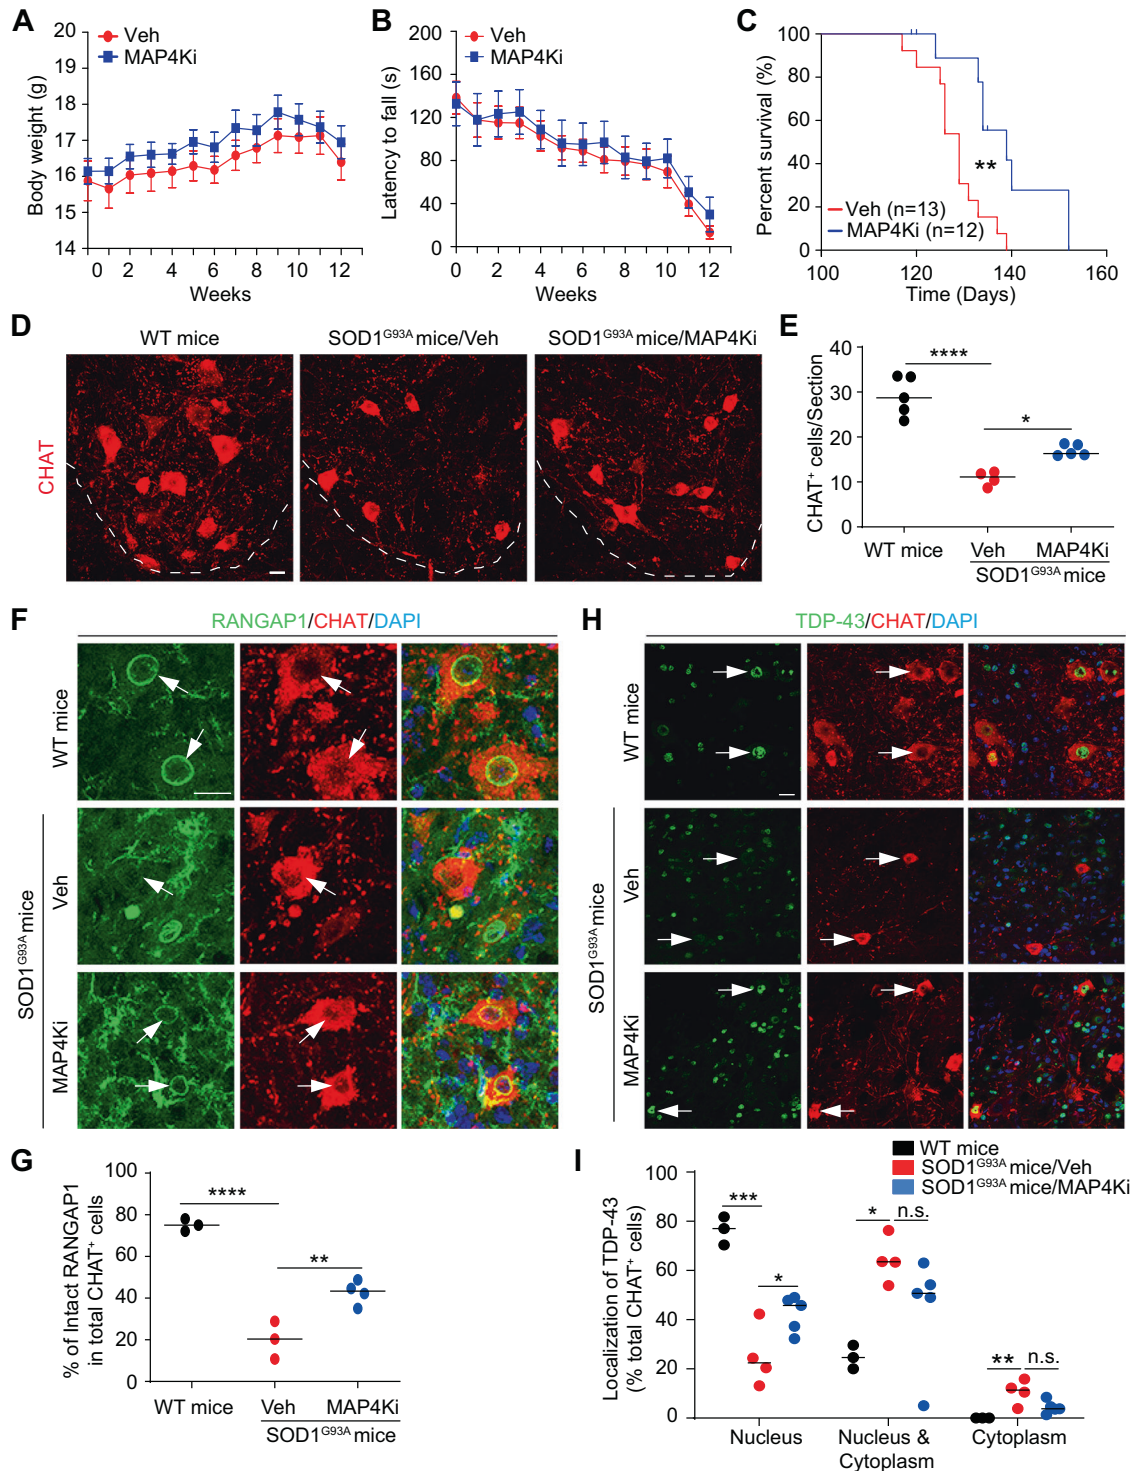 A
Body weight (g)
20
19
18
17
16
15
14
Veh
MAP4Ki
0 2 4 6 8 10 12
Weeks
B
Latency to fall (s)
200
160
120
80
40
0
Veh
MAP4Ki
0 2 4 6 8 10 12
Weeks
C
Percent survival (%)
100
80
60
40
20
0
**
Veh (n=13)
MAP4Ki (n=12)
100 120 140 160
Time (Days)
D
WT mice
SOD1G93A mice/Veh
SOD1G93A mice/MAP4Ki
CHAT
E
CHAT+ cells/Section
40
30
20
10
0
****
*
WT mice
Veh
MAP4Ki
SOD1G93A mice
F
RANGAP1/CHAT/DAPI
WT mice
Veh
MAP4Ki
SOD1G93A mice
H
TDP-43/CHAT/DAPI
WT mice
Veh
MAP4Ki
SOD1G93A mice
G
% of Intact RANGAP1
in total CHAT+ cells
100
80
60
40
20
0
****
**
WT mice
Veh
MAP4Ki
SOD1G93A mice
I
WT mice
SOD1G93A mice/Veh
SOD1G93A mice/MAP4Ki
Localization of TDP-43
(% total CHAT+ cells)
100
80
60
40
20
0
***
*
*
n.s.
**
n.s.
Nucleus
Nucleus &
Cytoplasm
Cytoplasm